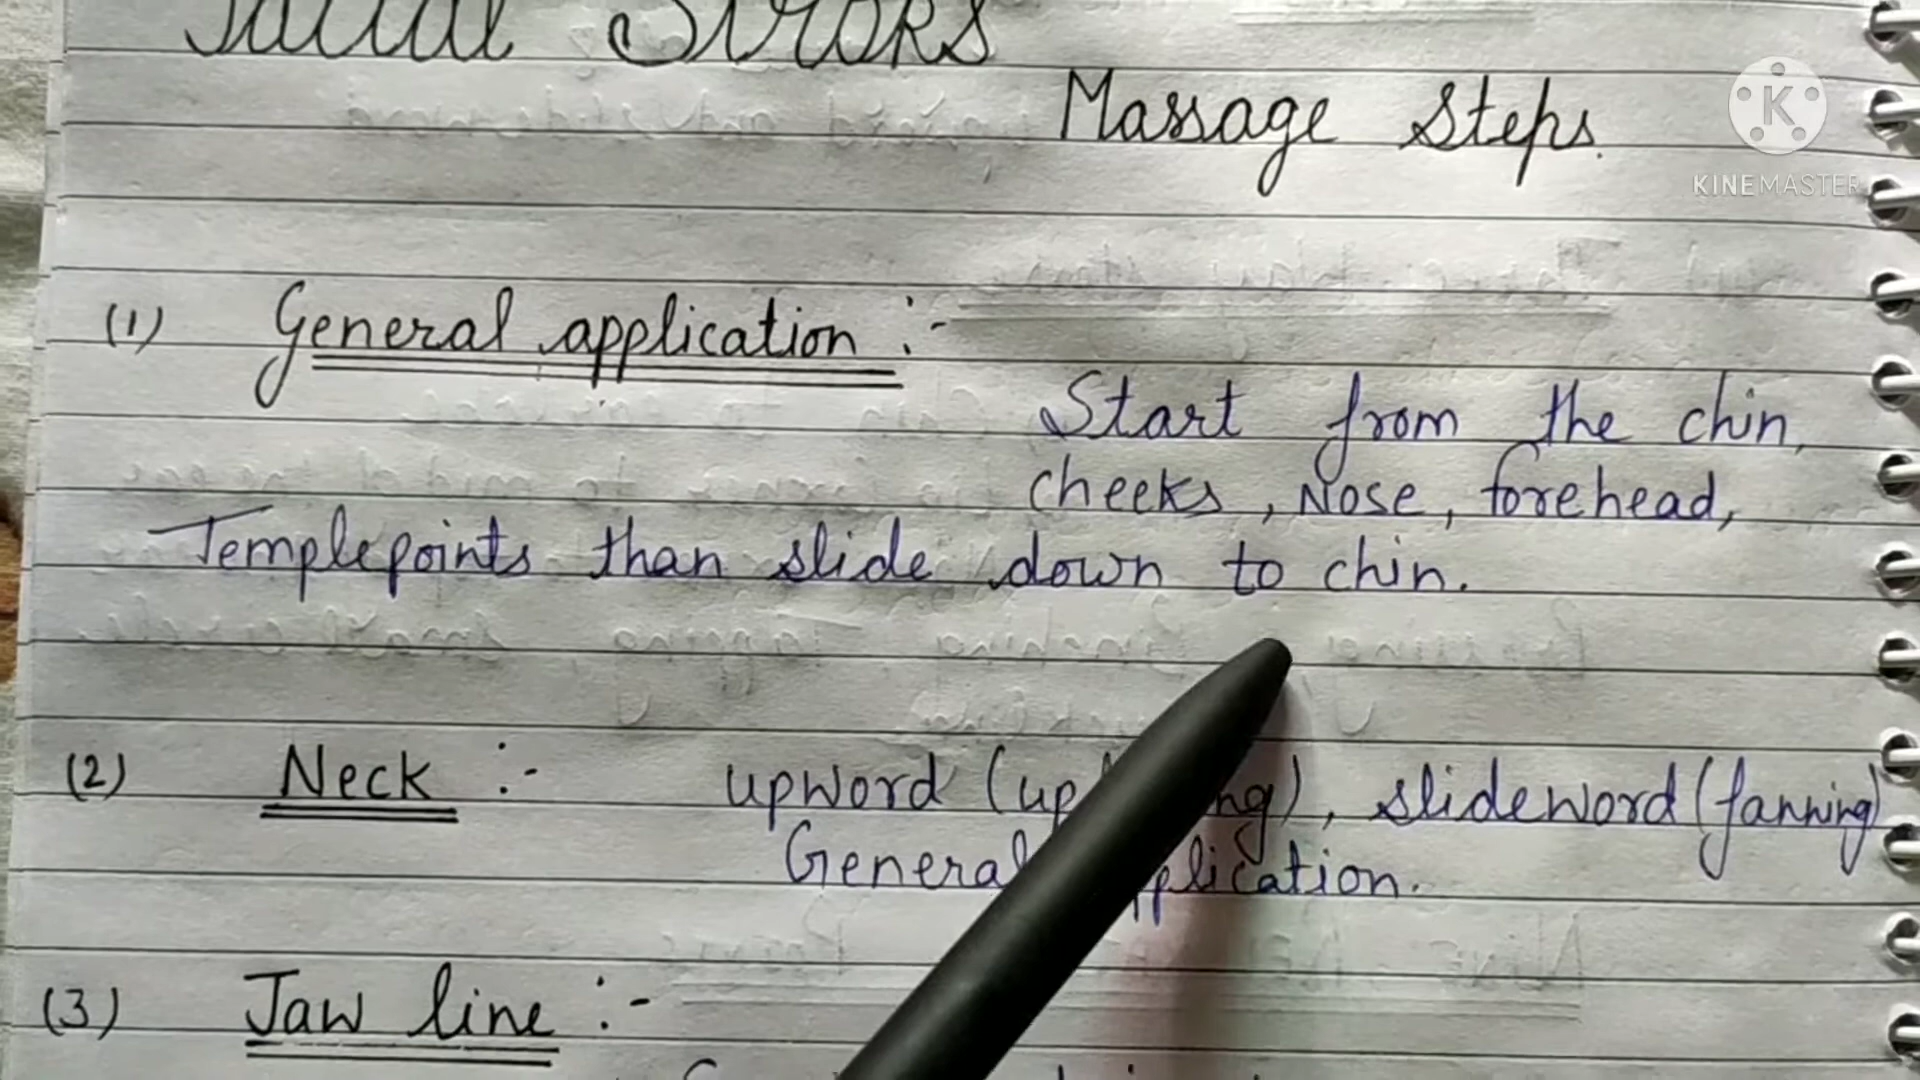 Massage Steps.
KINEMASTER
(1) General application :-
Start from the chin,
cheeks, Nose, forehead,
Templepoints than slide down to chin.
(2) Neck :- upword (up ng), slideword (fanning)
General plication.
(3) Jaw line :-